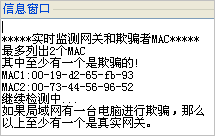 信息窗口
*****实时监测网关和欺骗者MAC*****
最多列出2个MAC
其中至少有一个是欺骗的!
MAC1:00-19-d2-65-fb-93
MAC2:00-73-44-56-96-52
继续检测中...
如果局域网有一台电脑进行欺骗,那么
以上至少有一个是真实网关。